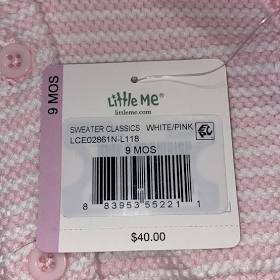 9 MOS
Little Me®
littleme.com
SWEATER CLASSICS WHITE/PINK
LCE02861N-L118
9 MOS
8 83953 55221 1
$40.00